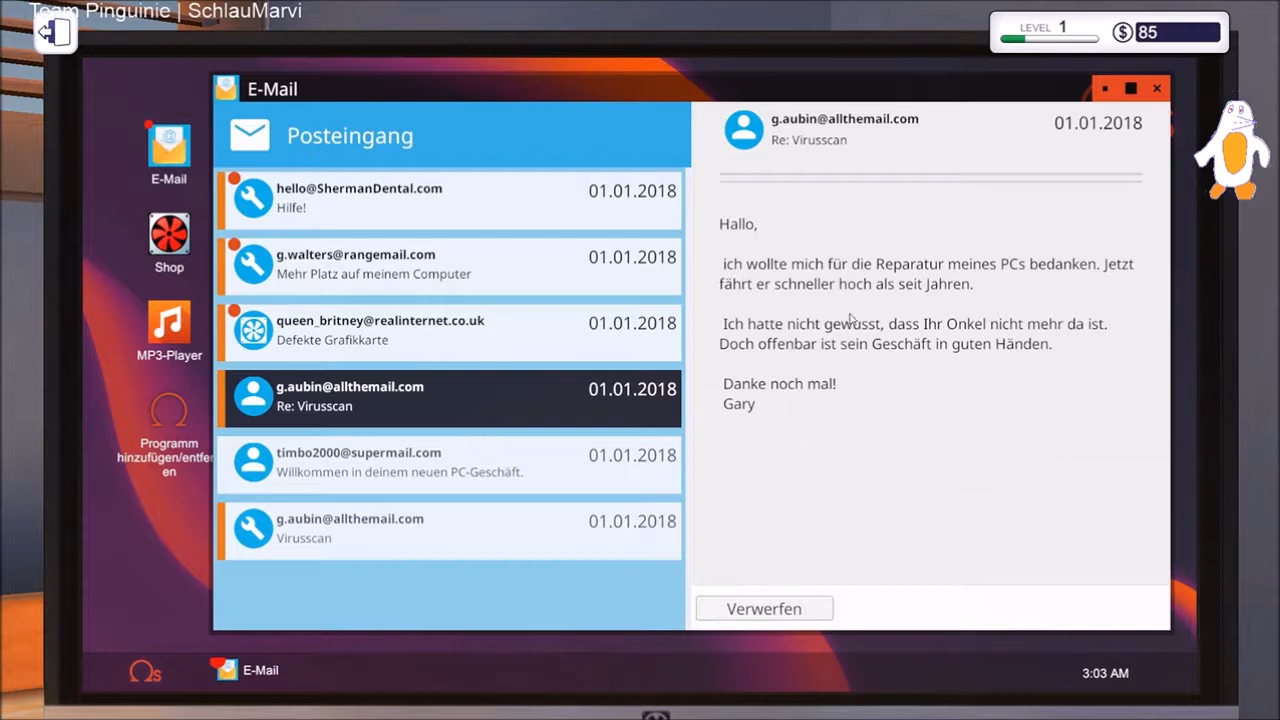 Team Pinguinie | SchlauMarvi
LEVEL 1
$ 85
E-Mail
Posteingang
g.aubin@allthemail.com
01.01.2018
Re: Virusscan
E-Mail
Shop
MP3-Player
Programm
hinzufügen/entfer
en
hello@ShermanDental.com
01.01.2018
Hilfe!
g.walters@rangemail.com
01.01.2018
Mehr Platz auf meinem Computer
queen_britney@realinternet.co.uk
01.01.2018
Defekte Grafikkarte
g.aubin@allthemail.com
01.01.2018
Re: Virusscan
timbo2000@supermail.com
01.01.2018
Willkommen in deinem neuen PC-Geschäft.
g.aubin@allthemail.com
01.01.2018
Virusscan
Hallo,
ich wollte mich für die Reparatur meines PCs bedanken. Jetzt
fährt er schneller hoch als seit Jahren.
Ich hatte nicht gewusst, dass Ihr Onkel nicht mehr da ist.
Doch offenbar ist sein Geschäft in guten Händen.
Danke noch mal!
Gary
Verwerfen
Ωs
E-Mail
3:03 AM